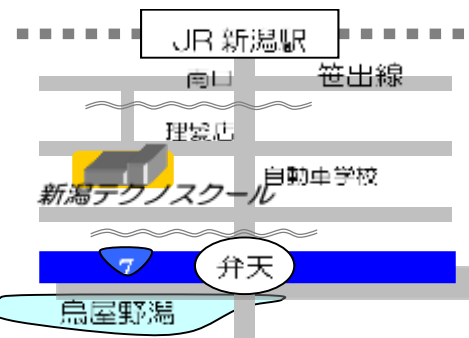 JR 新潟駅
南口
笹出線
理髪店
自動車学校
新潟テクノスクール
7
弁天
鳥屋野潟